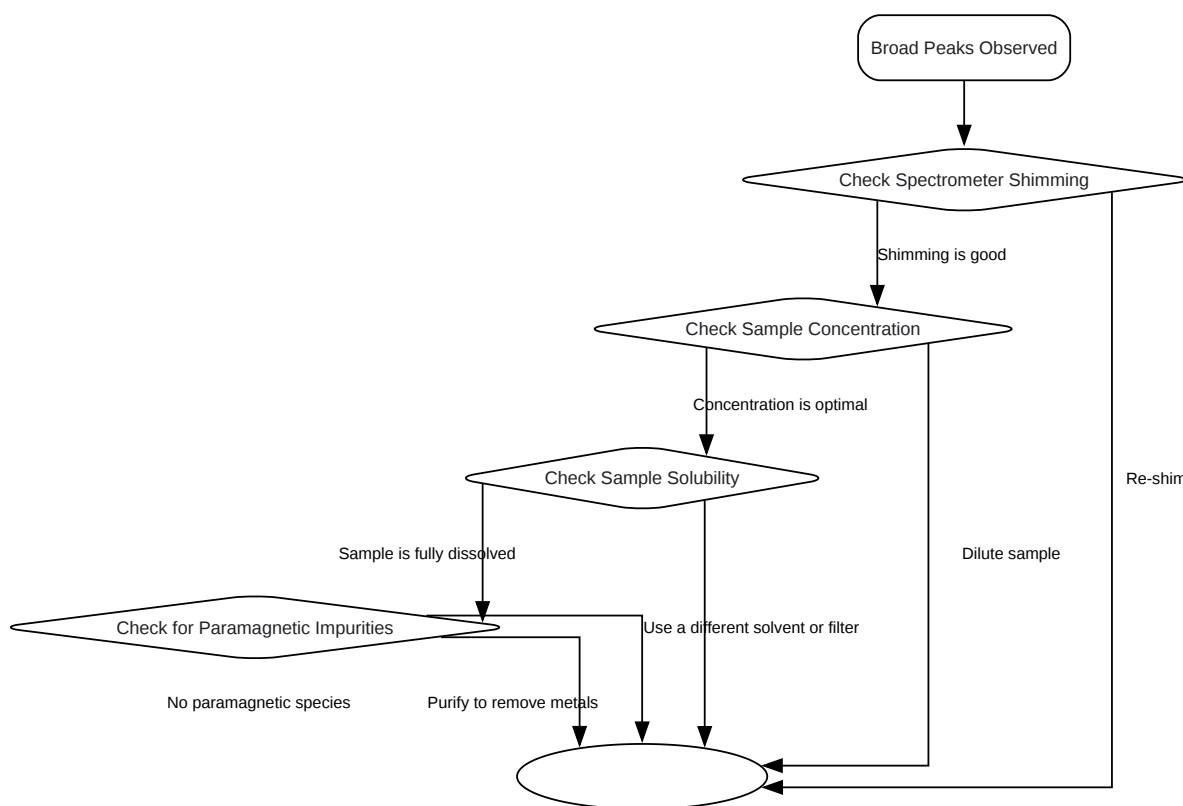 Broad Peaks Observed
Check Spectrometer Shimming
Shimming is good
Check Sample Concentration
Concentration is optimal
Check Sample Solubility
Re-shim
Sample is fully dissolved
Dilute sample
Check for Paramagnetic Impurities
Use a different solvent or filter
No paramagnetic species
Purify to remove metals